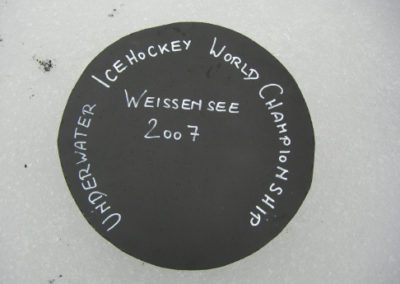 Underwater IceHockey World Championship
Weissensee
2007